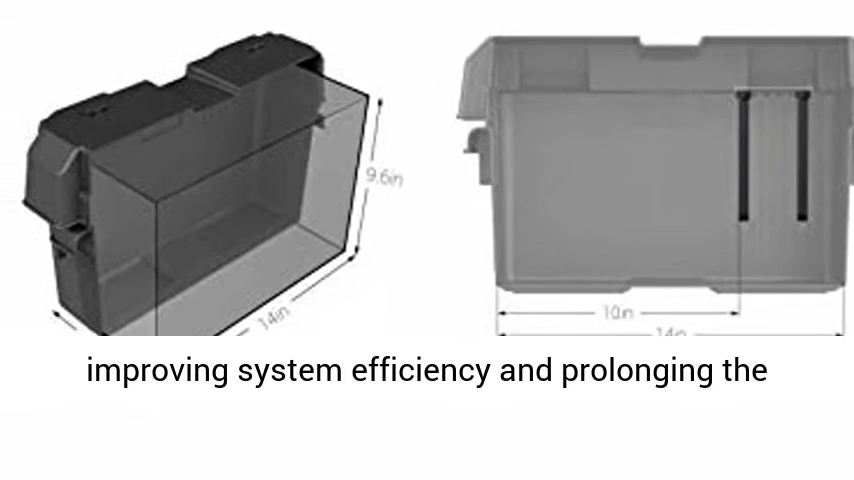 9.6in
14in
10in
14in
improving system efficiency and prolonging the